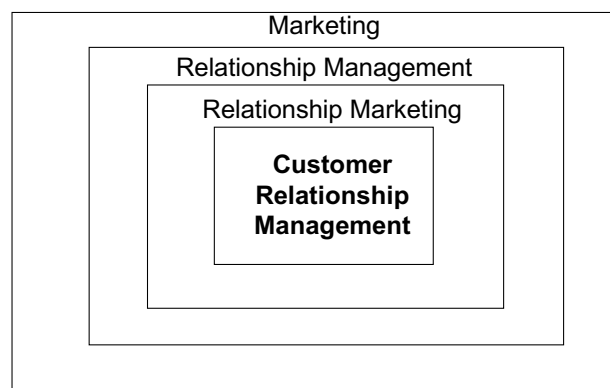 Marketing
Relationship Management
Relationship Marketing
Customer
Relationship
Management